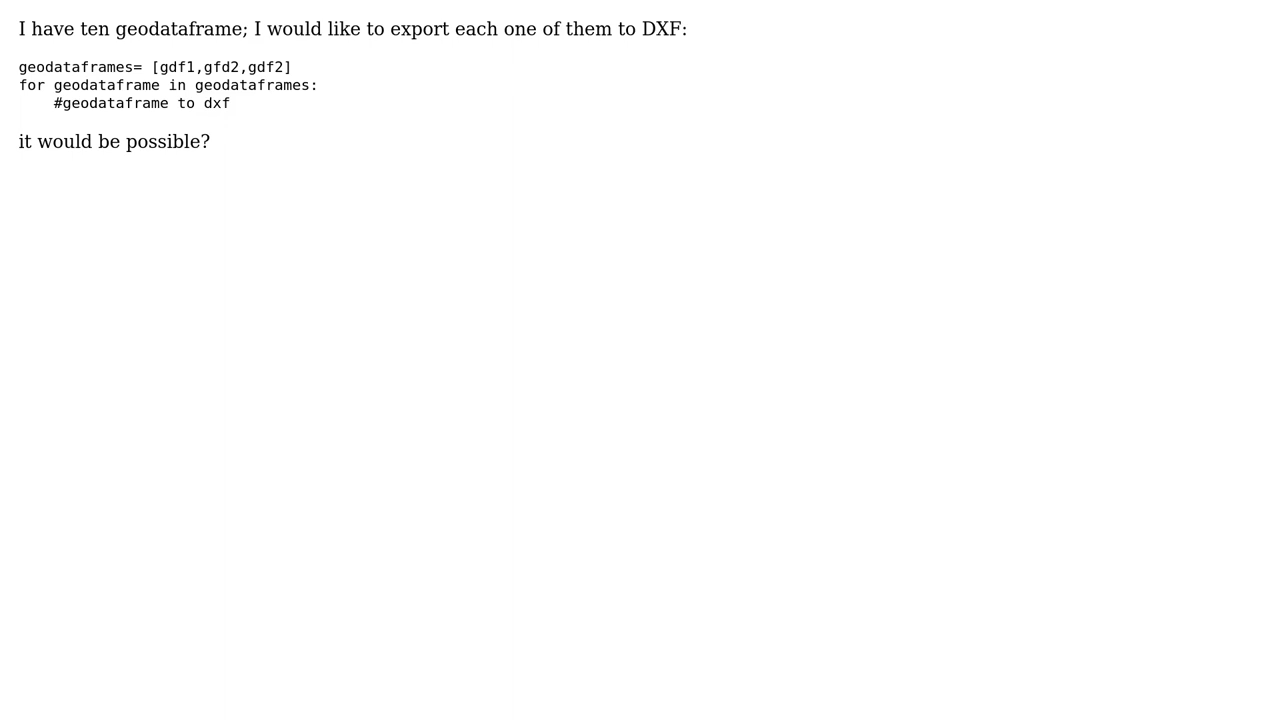 I have ten geodataframe; I would like to export each one of them to DXF:
geodataframes= [gdf1,gfd2,gdf2]
for geodataframe in geodataframes:
    #geodataframe to dxf
it would be possible?